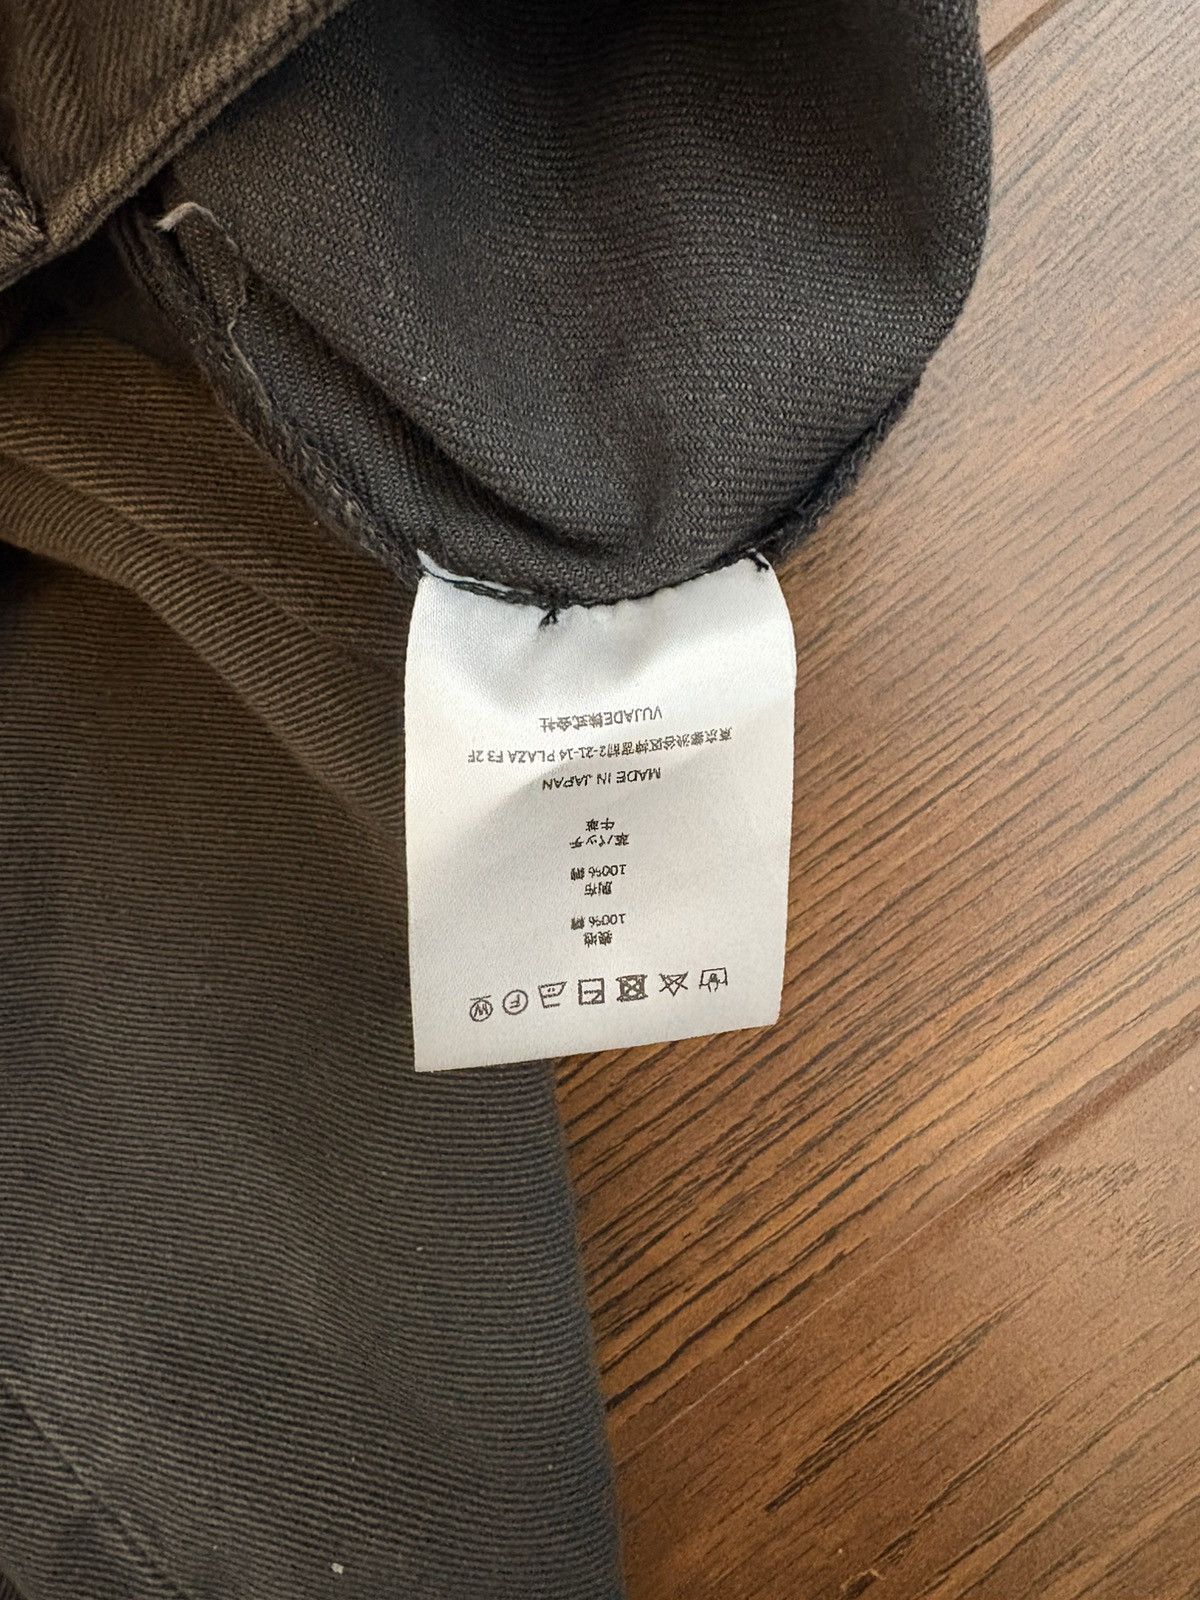 F W
表地
100% 綿
別布
100% 綿
革パッチ
牛革
MADE IN JAPAN
東京都渋谷区神宮前2-21-14 PLAZA F3 2F
VUJADE株式会社